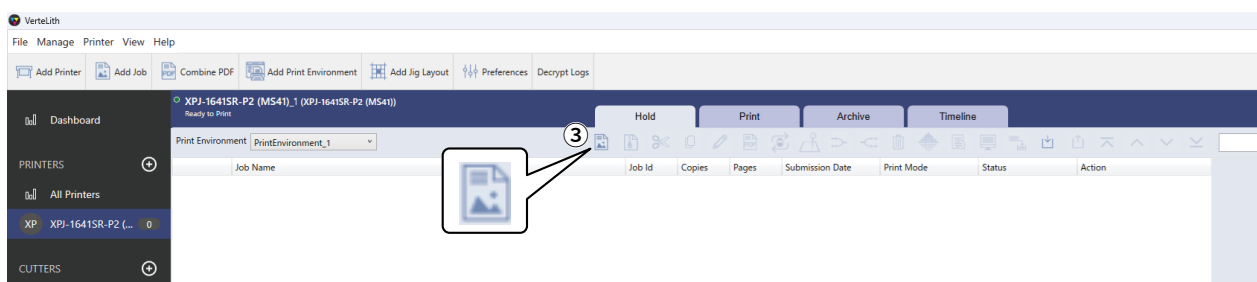 VerteLith
File Manage Printer View Help
Add Printer Add Job PDF Combine PDF Add Print Environment Add Jig Layout Preferences Decrypt Logs
XPJ-1641SR-P2 (MS41)_1 (XPJ-1641SR-P2 (MS41))
Ready to Print
Hold Print Archive Timeline
Dashboard
Print Environment PrintEnvironment_1
③
PRINTERS
Job Name Job Id Copies Pages Submission Date Print Mode Status Action
All Printers
XP XPJ-1641SR-P2 (... 0
CUTTERS